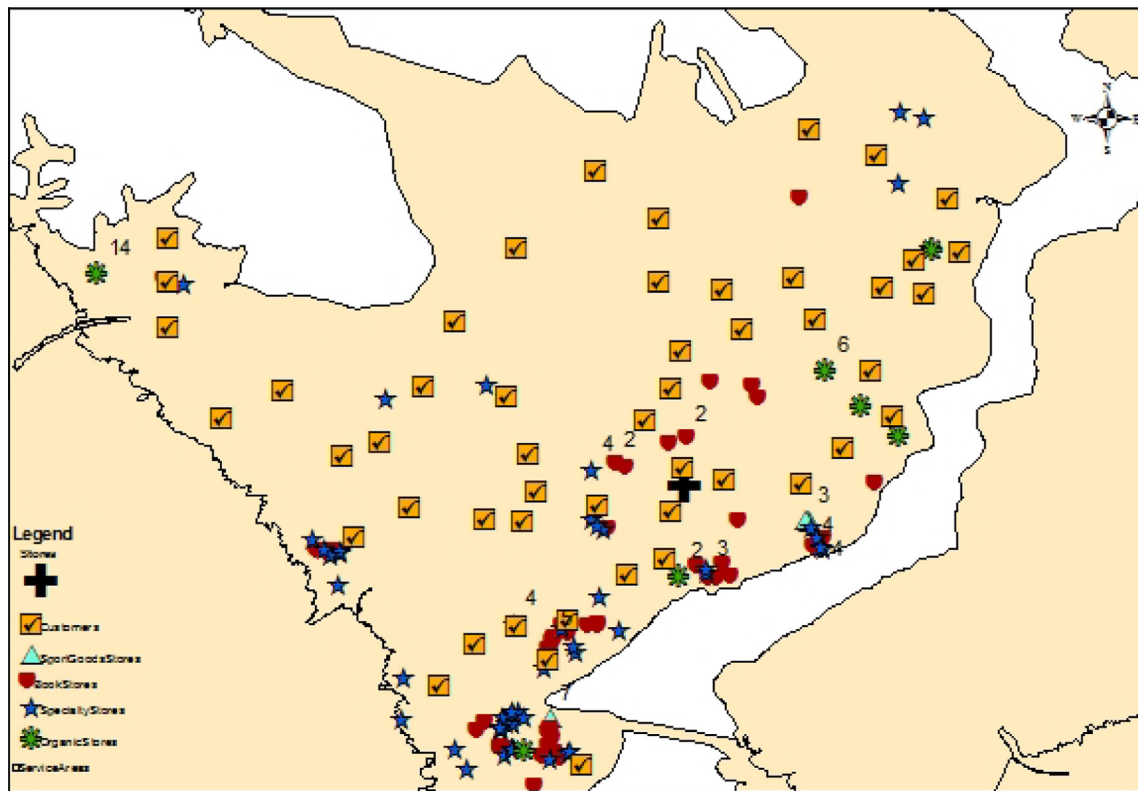 N
W E
S
14
6
2
4 2
3
4
4
2 3
4
5
7
Legend
Stores
Customers
SportGoodsStores
BookStores
SpecialtyStores
OrganicStores
ServiceAreas